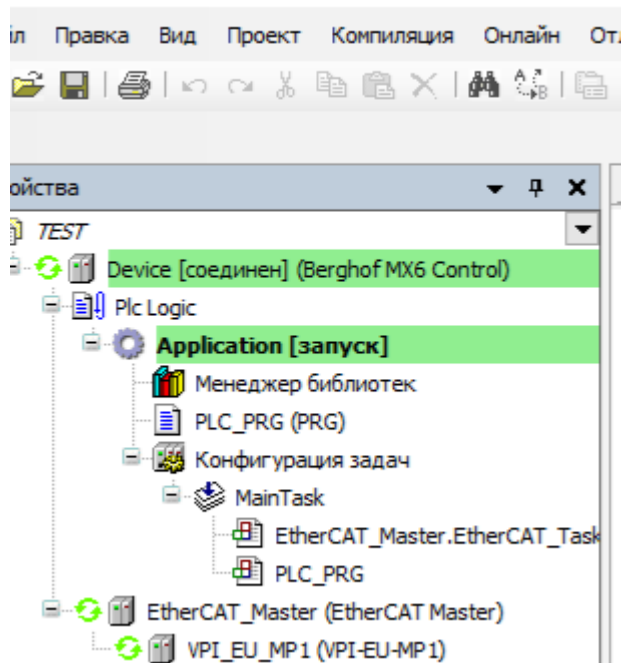 Правка Вид Проект Компиляция Онлайн
TEST
Device [соединен] (Berghof MX6 Control)
Plc Logic
Application [запуск]
Менеджер библиотек
PLC_PRG (PRG)
Конфигурация задач
MainTask
EtherCAT_Master.EtherCAT_Task
PLC_PRG
EtherCAT_Master (EtherCAT Master)
VPI_EU_MP1 (VPI-EU-MP1)